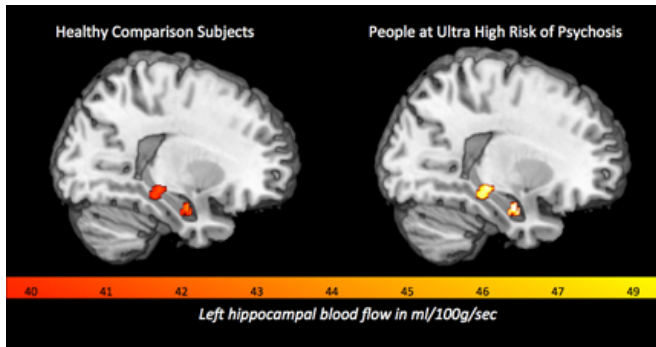 Healthy Comparison Subjects
People at Ultra High Risk of Psychosis
40 41 42 43 44 45 46 47 49
Left hippocampal blood flow in ml/100g/sec